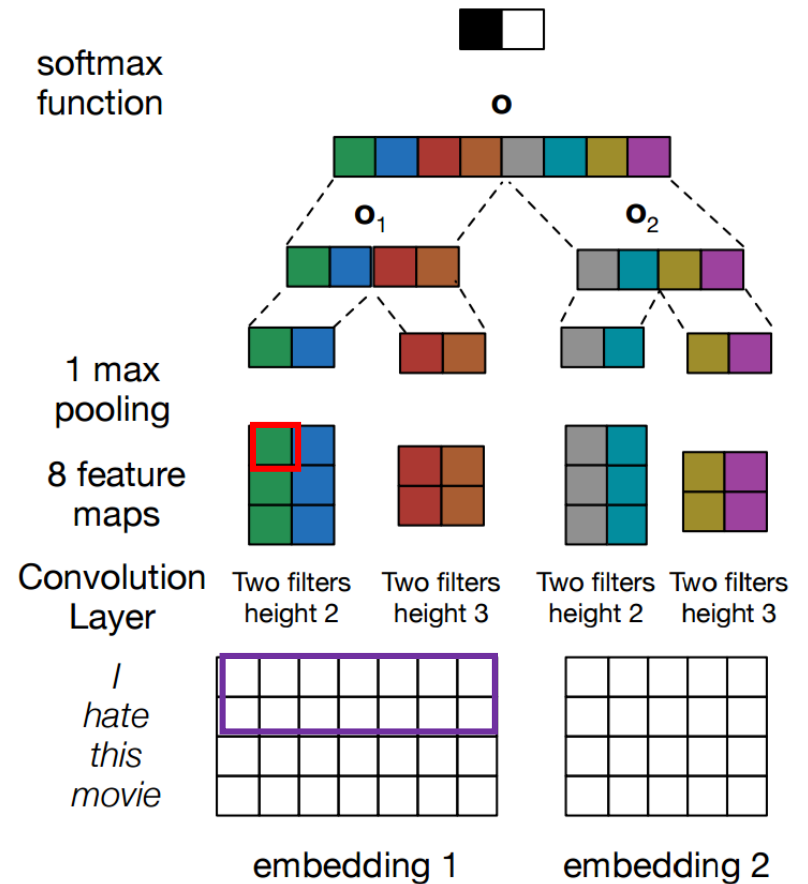 softmax
function
o
o1
o2
1 max
pooling
8 feature
maps
Convolution
Layer
Two filters
height 2
Two filters
height 3
Two filters
height 2
Two filters
height 3
I
hate
this
movie
embedding 1
embedding 2